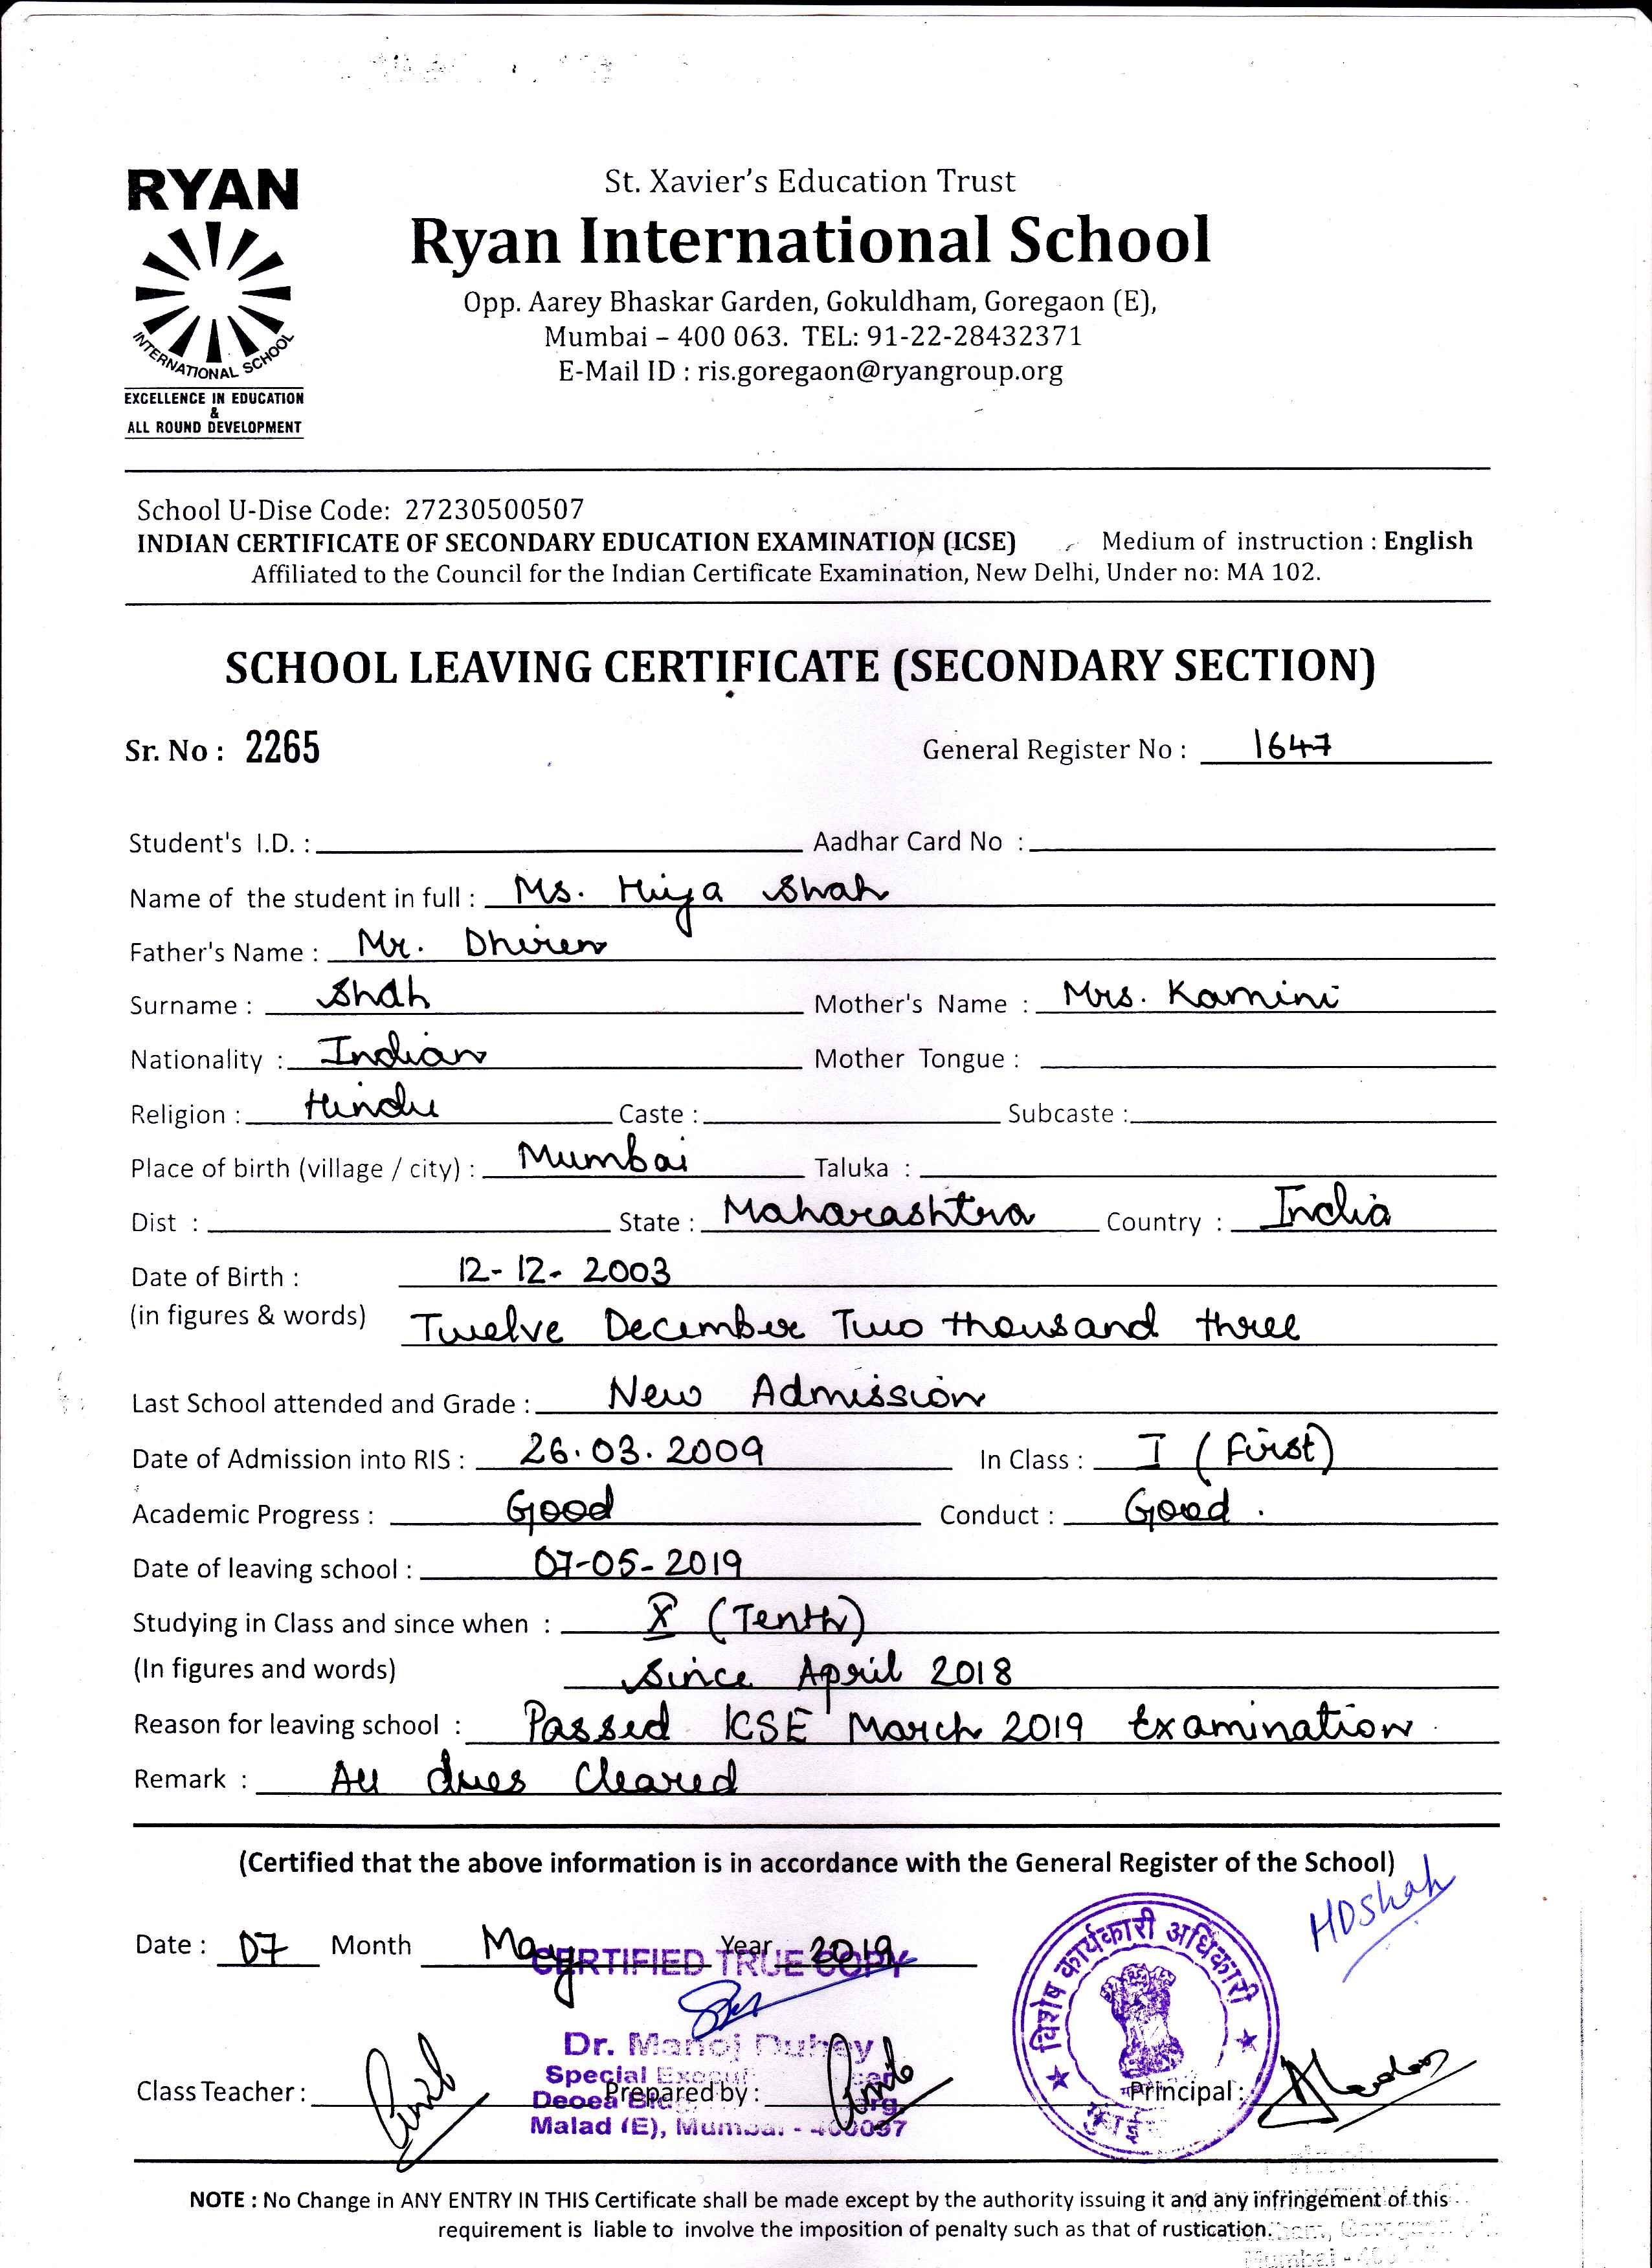 RYAN
INTERNATIONAL SCHOOL
EXCELLENCE IN EDUCATION
&
ALL ROUND DEVELOPMENT
St. Xavier's Education Trust
Ryan International School
Opp. Aarey Bhaskar Garden, Gokuldham, Goregaon (E),
Mumbai – 400 063. TEL: 91-22-28432371
E-Mail ID : ris.goregaon@ryangroup.org
School U-Dise Code: 27230500507
INDIAN CERTIFICATE OF SECONDARY EDUCATION EXAMINATION (ICSE) Medium of instruction : English
Affiliated to the Council for the Indian Certificate Examination, New Delhi, Under no: MA 102.
SCHOOL LEAVING CERTIFICATE (SECONDARY SECTION)
Sr. No : 2265 General Register No : 1647
Student's I.D. : Aadhar Card No :
Name of the student in full : Ms. Hiya Shah
Father's Name : Mr. Dhiren
Surname : Shah Mother's Name : Mrs. Kamini
Nationality : Indian Mother Tongue :
Religion : Hindu Caste : Subcaste :
Place of birth (village / city) : Mumbai Taluka :
Dist : State : Maharashtra Country : India
Date of Birth : 12-12-2003
(in figures & words) Twelve December Two thousand three
Last School attended and Grade : New Admission
Date of Admission into RIS : 26.03.2009 In Class : I (First)
Academic Progress : Good Conduct : Good.
Date of leaving school : 07-05-2019
Studying in Class and since when : X (Tenth)
(In figures and words) Since April 2018
Reason for leaving school : Passed ICSE March 2019 Examination.
Remark : All dues Cleared
(Certified that the above information is in accordance with the General Register of the School)
HDShah
Date : 07 Month May Year 2019
CERTIFIED TRUE COPY
विशेष कार्यकारी अधिकारी
Dr. Manoj Dubey
Special
Class Teacher : Prepared by : Principal :
Malad (E), Mumbai - 400097
NOTE : No Change in ANY ENTRY IN THIS Certificate shall be made except by the authority issuing it and any infringement of this
requirement is liable to involve the imposition of penalty such as that of rustication.